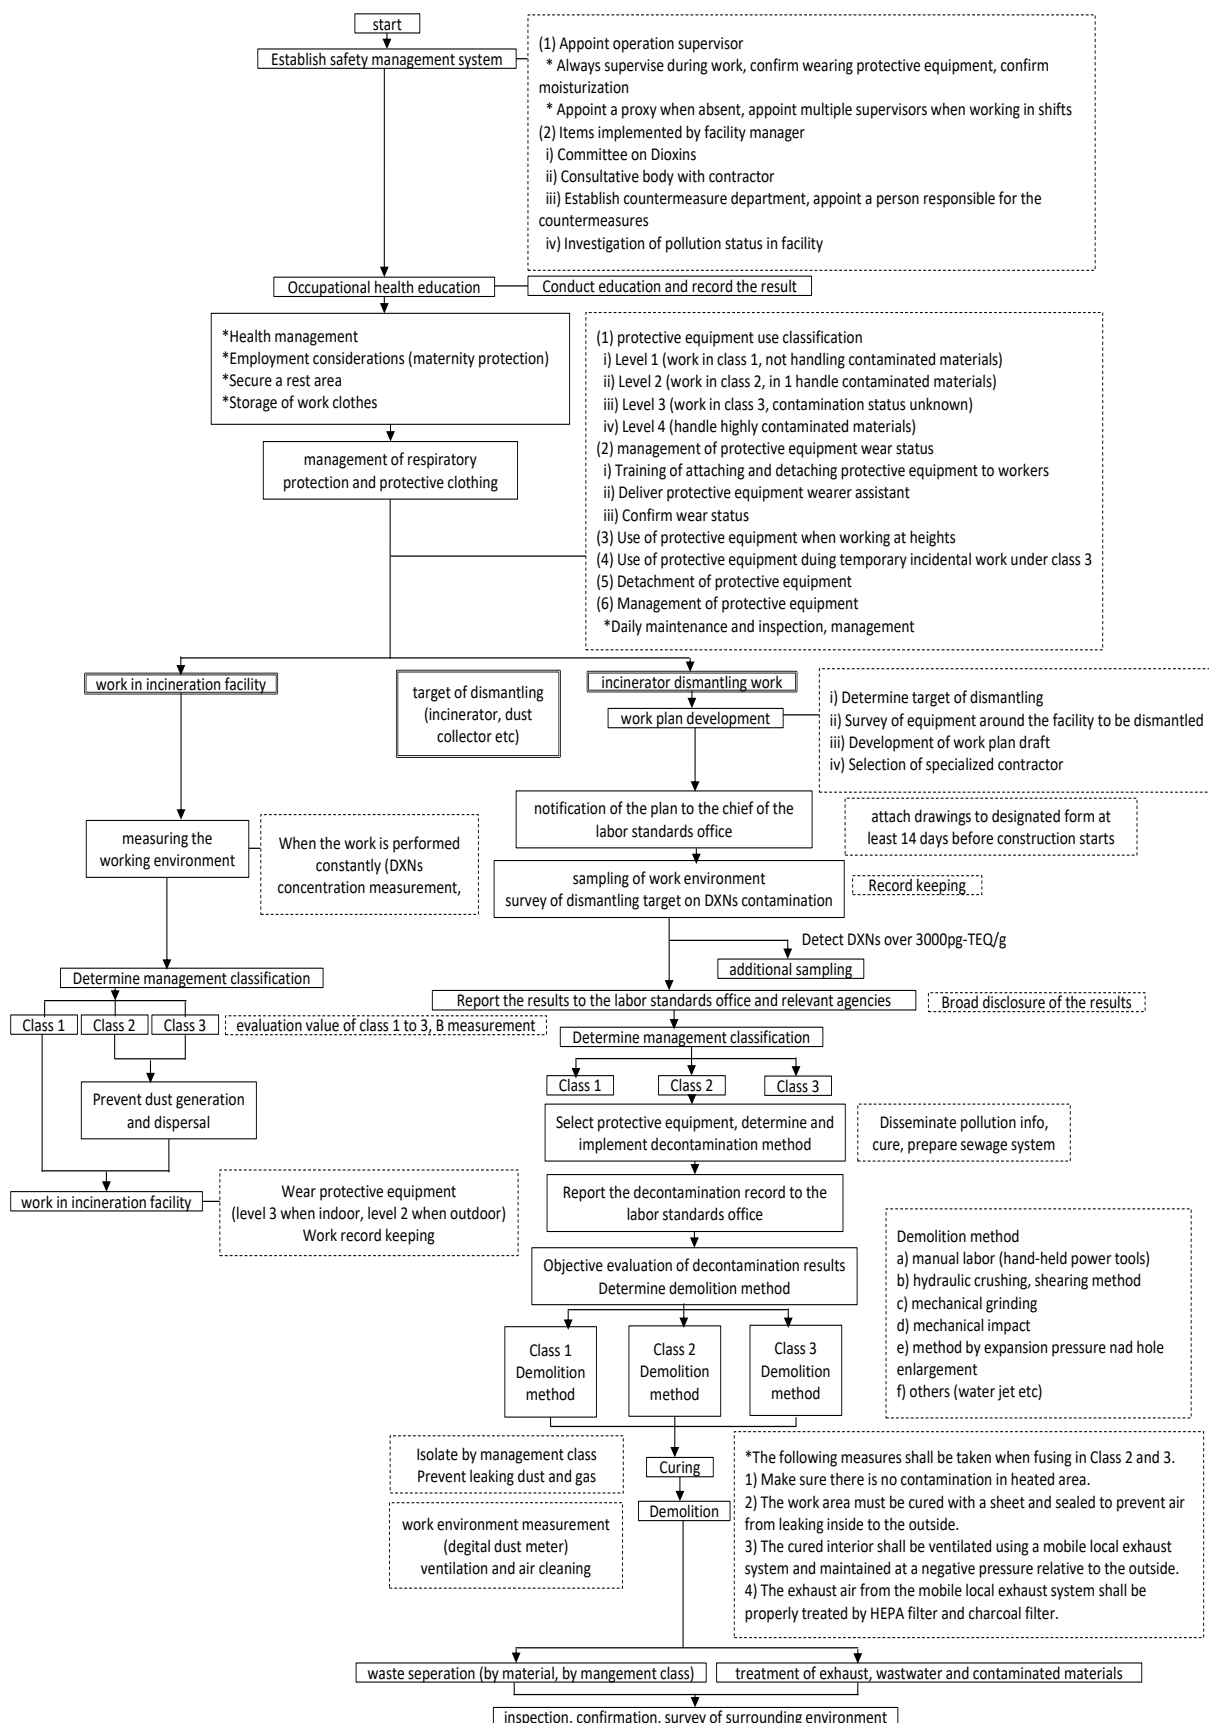 start
Establish safety management system
(1) Appoint operation supervisor
* Always supervise during work, confirm wearing protective equipment, confirm
moisturization
* Appoint a proxy when absent, appoint multiple supervisors when working in shifts
(2) Items implemented by facility manager
i) Committee on Dioxins
ii) Consultative body with contractor
iii) Establish countermeasure department, appoint a person responsible for the
countermeasures
iv) Investigation of pollution status in facility
Occupational health education
Conduct education and record the result
*Health management
*Employment considerations (maternity protection)
*Secure a rest area
*Storage of work clothes
(1) protective equipment use classification
i) Level 1 (work in class 1, not handling contaminated materials)
ii) Level 2 (work in class 2, in 1 handle contaminated materials)
iii) Level 3 (work in class 3, contamination status unknown)
iv) Level 4 (handle highly contaminated materials)
(2) management of protective equipment wear status
i) Training of attaching and detaching protective equipment to workers
ii) Deliver protective equipment wearer assistant
iii) Confirm wear status
(3) Use of protective equipment when working at heights
(4) Use of protective equipment duing temporary incidental work under class 3
(5) Detachment of protective equipment
(6) Management of protective equipment
*Daily maintenance and inspection, management
management of respiratory
protection and protective clothing
work in incineration facility
target of dismantling
(incinerator, dust
collector etc)
incinerator dismantling work
work plan development
i) Determine target of dismantling
ii) Survey of equipment around the facility to be dismantled
iii) Development of work plan draft
iv) Selection of specialized contractor
notification of the plan to the chief of the
labor standards office
attach drawings to designated form at
least 14 days before construction starts
measuring the
working environment
When the work is performed
constantly (DXNs
concentration measurement,
sampling of work environment
survey of dismantling target on DXNs contamination
Record keeping
Detect DXNs over 3000pg-TEQ/g
additional sampling
Determine management classification
Report the results to the labor standards office and relevant agencies
Broad disclosure of the results
Class 1
Class 2
Class 3
evaluation value of class 1 to 3, B measurement
Determine management classification
Class 1
Class 2
Class 3
Prevent dust generation
and dispersal
Select protective equipment, determine and
implement decontamination method
Disseminate pollution info,
cure, prepare sewage system
work in incineration facility
Wear protective equipment
(level 3 when indoor, level 2 when outdoor)
Work record keeping
Report the decontamination record to the
labor standards office
Objective evaluation of decontamination results
Determine demolition method
Demolition method
a) manual labor (hand-held power tools)
b) hydraulic crushing, shearing method
c) mechanical grinding
d) mechanical impact
e) method by expansion pressure nad hole
enlargement
f) others (water jet etc)
Class 1
Demolition
method
Class 2
Demolition
method
Class 3
Demolition
method
Isolate by management class
Prevent leaking dust and gas
Curing
Demolition
work environment measurement
(degital dust meter)
ventilation and air cleaning
*The following measures shall be taken when fusing in Class 2 and 3.
1) Make sure there is no contamination in heated area.
2) The work area must be cured with a sheet and sealed to prevent air
from leaking inside to the outside.
3) The cured interior shall be ventilated using a mobile local exhaust
system and maintained at a negative pressure relative to the outside.
4) The exhaust air from the mobile local exhaust system shall be
properly treated by HEPA filter and charcoal filter.
waste seperation (by material, by mangement class)
treatment of exhaust, wastwater and contaminated materials
inspection, confirmation, survey of surrounding environment